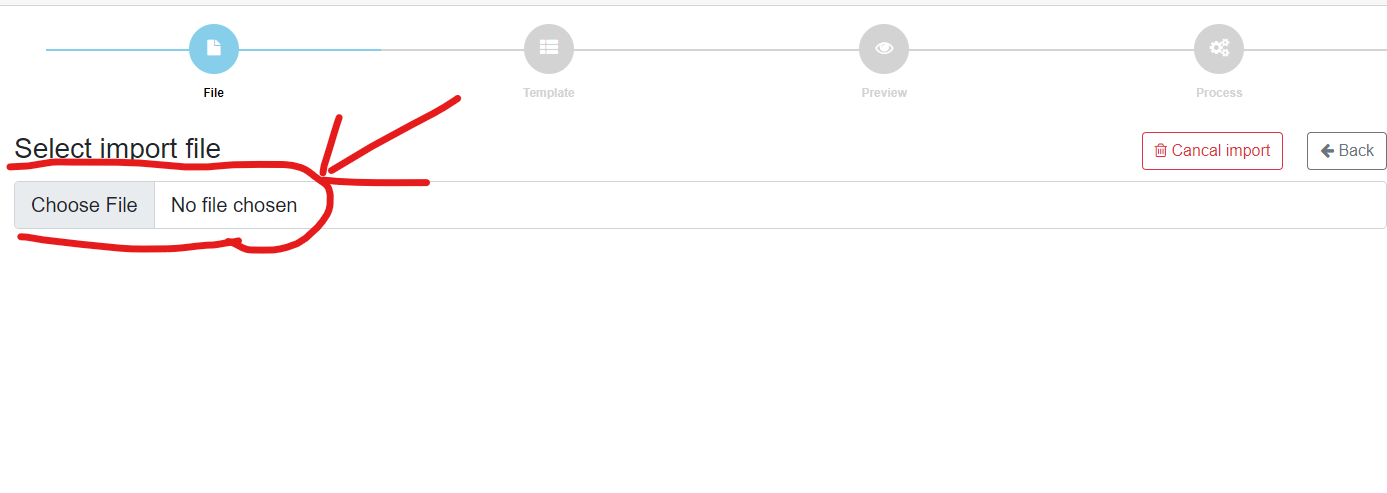 File Template Preview Process
Select import file Cancal import Back
Choose File No file chosen